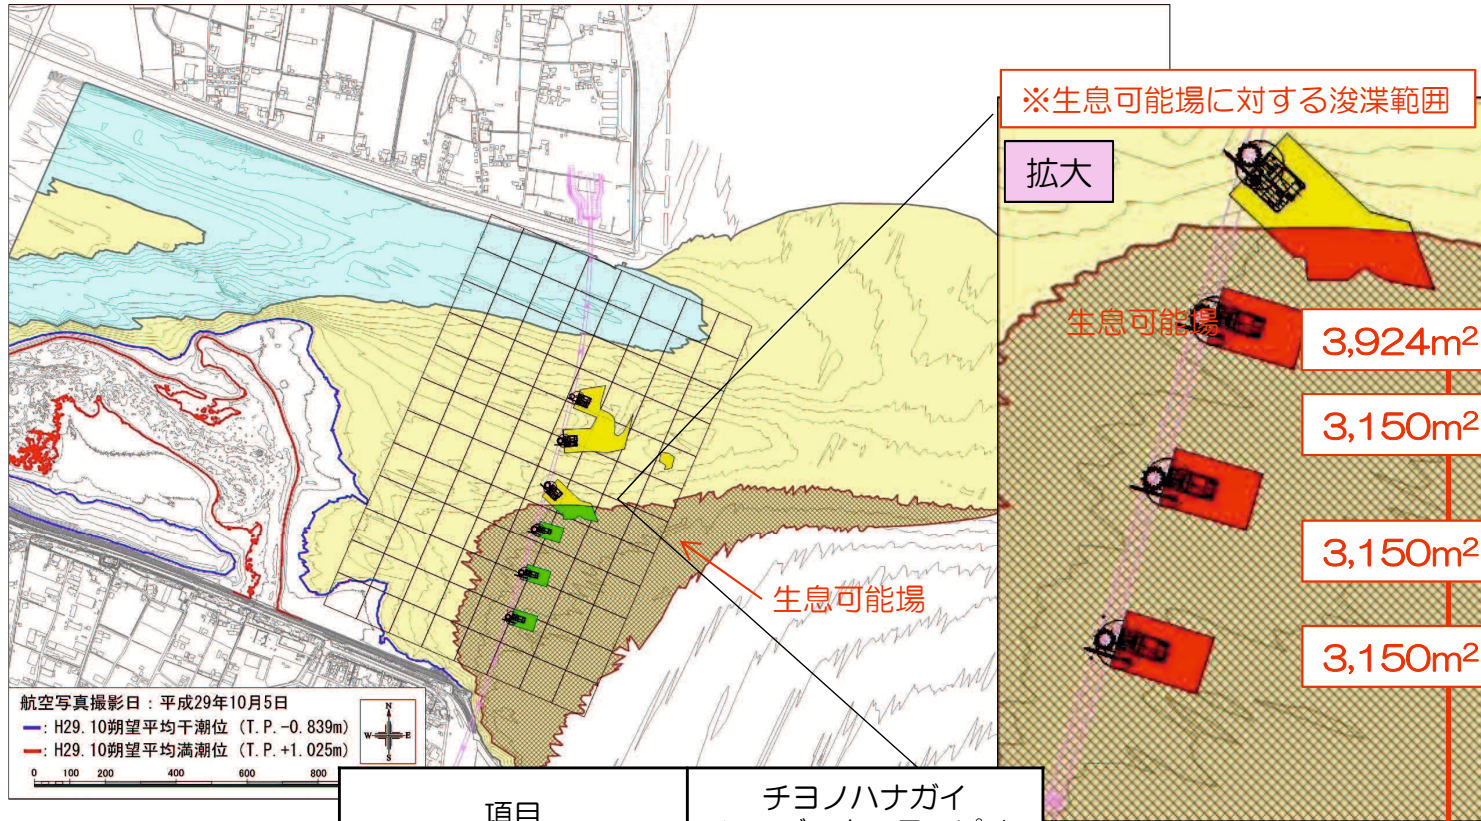 ※生息可能場に対する浚渫範囲
拡大
生息可能場
3,924m²
3,150m²
3,150m²
3,150m²
生息可能場
航空写真撮影日：平成29年10月5日
: H29.10朔望平均干潮位 (T.P.-0.839m)
: H29.10朔望平均満潮位 (T.P.+1.025m)
N
W E
S
0 100 200 400 600 800
項目
チヨノハナガイ